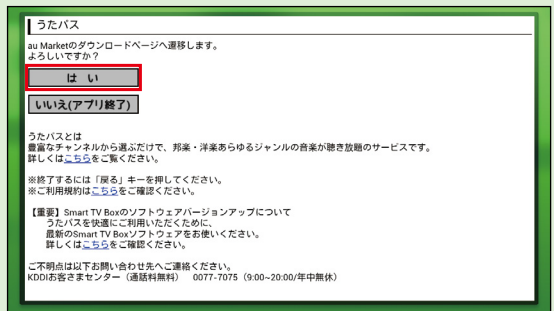 うたパス
au Marketのダウンロードページへ遷移します。
よろしいですか？
はい
いいえ(アプリ終了)
うたパスとは
豊富なチャンネルから選ぶだけで、邦楽・洋楽あらゆるジャンルの音楽が聴き放題のサービスです。
詳しくはこちらをご覧ください。
※終了するには「戻る」キーを押してください。
※ご利用規約はこちらをご確認ください。
【重要】Smart TV Boxのソフトウェアバージョンアップについて
うたパスを快適にご利用いただくために、
最新のSmart TV Boxソフトウェアをお使いください。
詳しくはこちらをご確認ください。
ご不明点は以下お問い合わせ先へご連絡ください。
KDDIお客さまセンター（通話料無料） 0077-7075（9:00~20:00/年中無休）